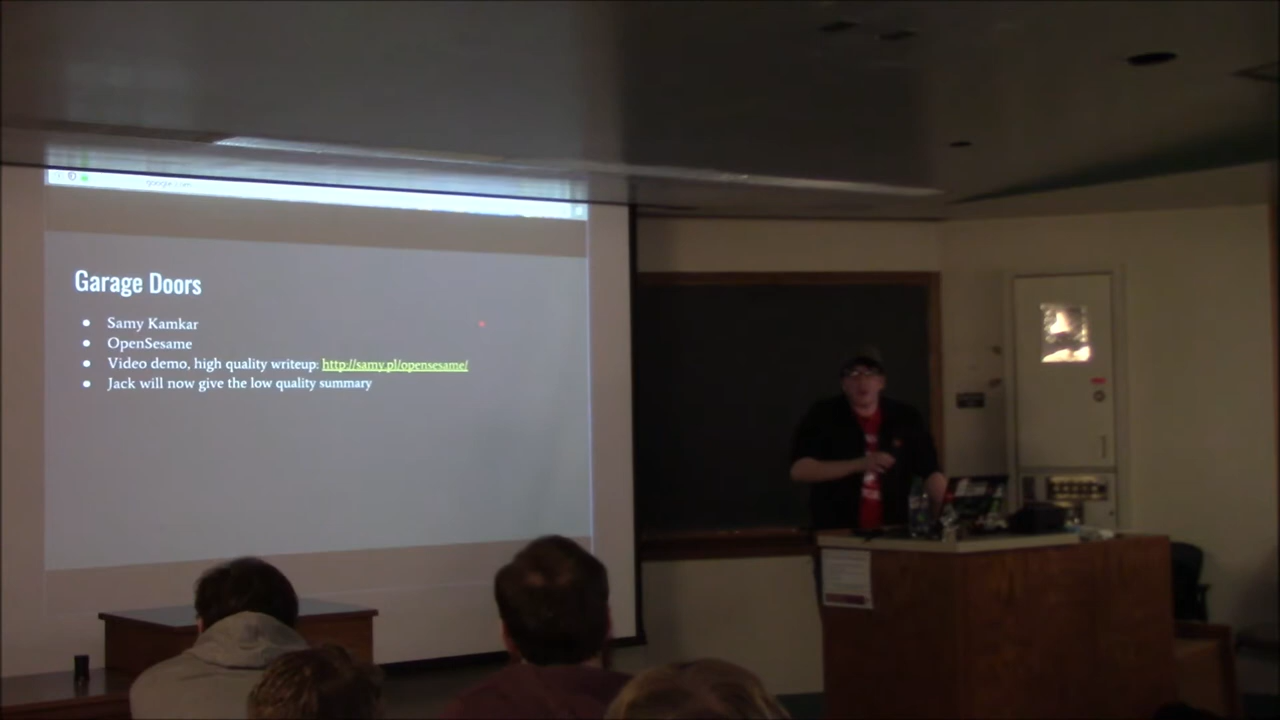 Garage Doors
Samy Kamkar
OpenSesame
Video demo, high quality writeup: http://samy.pl/opensesame/
Jack will now give the low quality summary